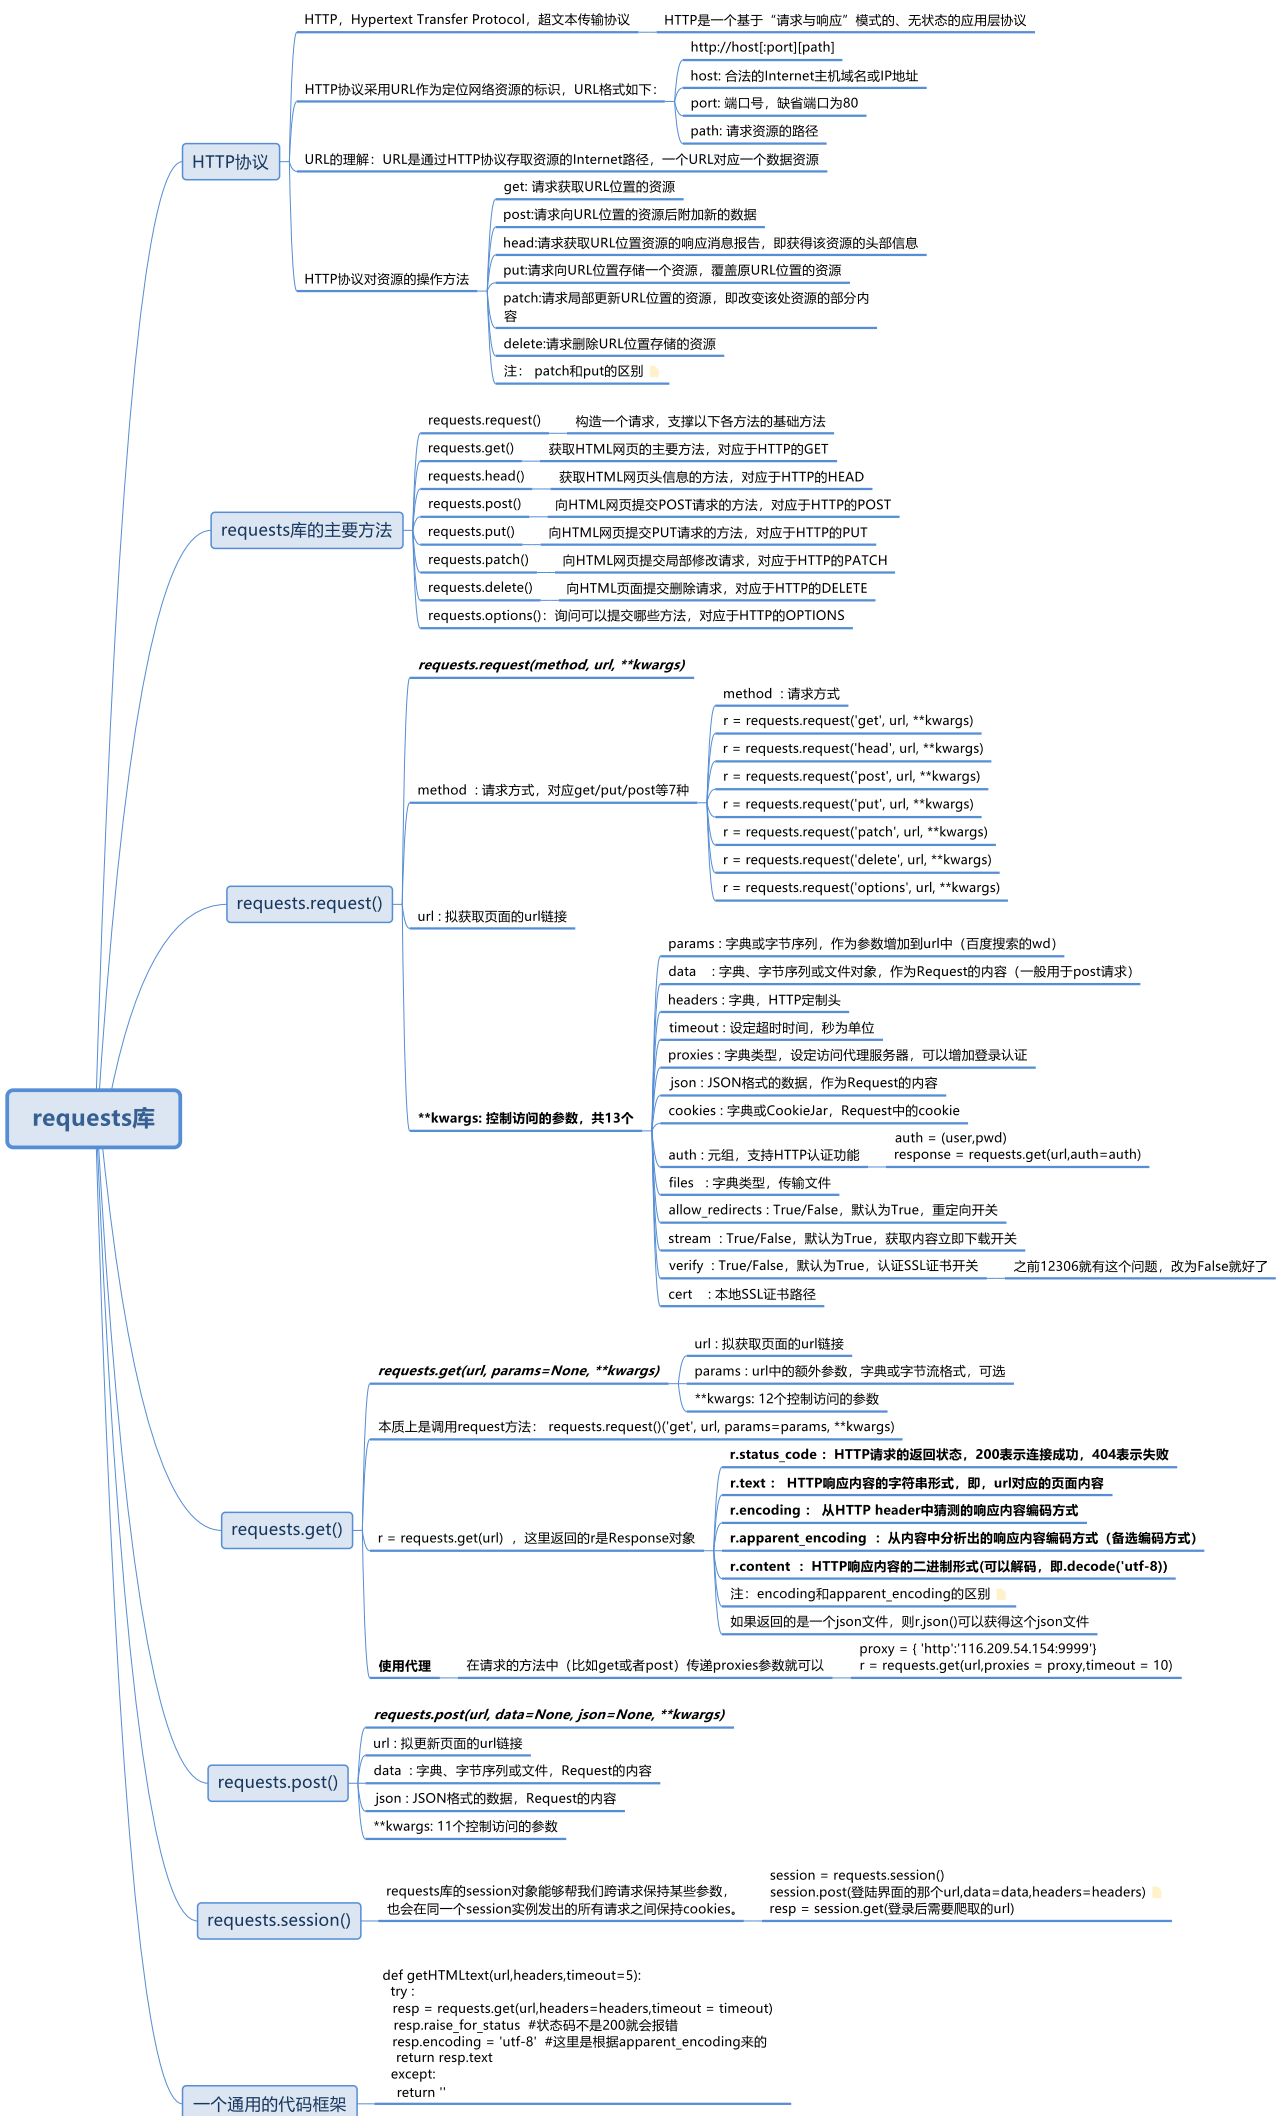 requests库
HTTP协议
HTTP，Hypertext Transfer Protocol，超文本传输协议
HTTP是一个基于“请求与响应”模式的、无状态的应用层协议
HTTP协议采用URL作为定位网络资源的标识，URL格式如下：
http://host[:port][path]
host: 合法的Internet主机域名或IP地址
port: 端口号，缺省端口为80
path: 请求资源的路径
URL的理解：URL是通过HTTP协议存取资源的Internet路径，一个URL对应一个数据资源
HTTP协议对资源的操作方法
get: 请求获取URL位置的资源
post:请求向URL位置的资源后附加新的数据
head:请求获取URL位置资源的响应消息报告，即获得该资源的头部信息
put:请求向URL位置存储一个资源，覆盖原URL位置的资源
patch:请求局部更新URL位置的资源，即改变该处资源的部分内
容
delete:请求删除URL位置存储的资源
注： patch和put的区别
requests库的主要方法
requests.request()
构造一个请求，支撑以下各方法的基础方法
requests.get()
获取HTML网页的主要方法，对应于HTTP的GET
requests.head()
获取HTML网页头信息的方法，对应于HTTP的HEAD
requests.post()
向HTML网页提交POST请求的方法，对应于HTTP的POST
requests.put()
向HTML网页提交PUT请求的方法，对应于HTTP的PUT
requests.patch()
向HTML网页提交局部修改请求，对应于HTTP的PATCH
requests.delete()
向HTML页面提交删除请求，对应于HTTP的DELETE
requests.options()：询问可以提交哪些方法，对应于HTTP的OPTIONS
requests.request()
requests.request(method, url, **kwargs)
method ：请求方式，对应get/put/post等7种
method ：请求方式
r = requests.request('get', url, **kwargs)
r = requests.request('head', url, **kwargs)
r = requests.request('post', url, **kwargs)
r = requests.request('put', url, **kwargs)
r = requests.request('patch', url, **kwargs)
r = requests.request('delete', url, **kwargs)
r = requests.request('options', url, **kwargs)
url : 拟获取页面的url链接
**kwargs: 控制访问的参数，共13个
params : 字典或字节序列，作为参数增加到url中（百度搜索的wd）
data : 字典、字节序列或文件对象，作为Request的内容（一般用于post请求）
headers : 字典，HTTP定制头
timeout : 设定超时时间，秒为单位
proxies : 字典类型，设定访问代理服务器，可以增加登录认证
json : JSON格式的数据，作为Request的内容
cookies : 字典或CookieJar，Request中的cookie
auth : 元组，支持HTTP认证功能
auth = (user,pwd)
response = requests.get(url,auth=auth)
files : 字典类型，传输文件
allow_redirects : True/False，默认为True，重定向开关
stream : True/False，默认为True，获取内容立即下载开关
verify : True/False，默认为True，认证SSL证书开关
之前12306就有这个问题，改为False就好了
cert : 本地SSL证书路径
requests.get()
requests.get(url, params=None, **kwargs)
url : 拟获取页面的url链接
params : url中的额外参数，字典或字节流格式，可选
**kwargs: 12个控制访问的参数
本质上是调用request方法： requests.request()('get', url, params=params, **kwargs)
r = requests.get(url) ，这里返回的r是Response对象
r.status_code ：HTTP请求的返回状态，200表示连接成功，404表示失败
r.text ： HTTP响应内容的字符串形式，即，url对应的页面内容
r.encoding ： 从HTTP header中猜测的响应内容编码方式
r.apparent_encoding ：从内容中分析出的响应内容编码方式（备选编码方式）
r.content ：HTTP响应内容的二进制形式(可以解码，即.decode('utf-8))
注：encoding和apparent_encoding的区别
如果返回的是一个json文件，则r.json()可以获得这个json文件
使用代理
在请求的方法中（比如get或者post）传递proxies参数就可以
proxy = { 'http':'116.209.54.154:9999'}
r = requests.get(url,proxies = proxy,timeout = 10)
requests.post()
requests.post(url, data=None, json=None, **kwargs)
url : 拟更新页面的url链接
data : 字典、字节序列或文件，Request的内容
json : JSON格式的数据，Request的内容
**kwargs: 11个控制访问的参数
requests.session()
requests库的session对象能够帮我们跨请求保持某些参数，
也会在同一个session实例发出的所有请求之间保持cookies。
session = requests.session()
session.post(登陆界面的那个url,data=data,headers=headers)
resp = session.get(登录后需要爬取的url)
一个通用的代码框架
def getHTMLtext(url,headers,timeout=5):
try :
resp = requests.get(url,headers=headers,timeout = timeout)
resp.raise_for_status #状态码不是200就会报错
resp.encoding = 'utf-8' #这里是根据apparent_encoding来的
return resp.text
except:
return ''